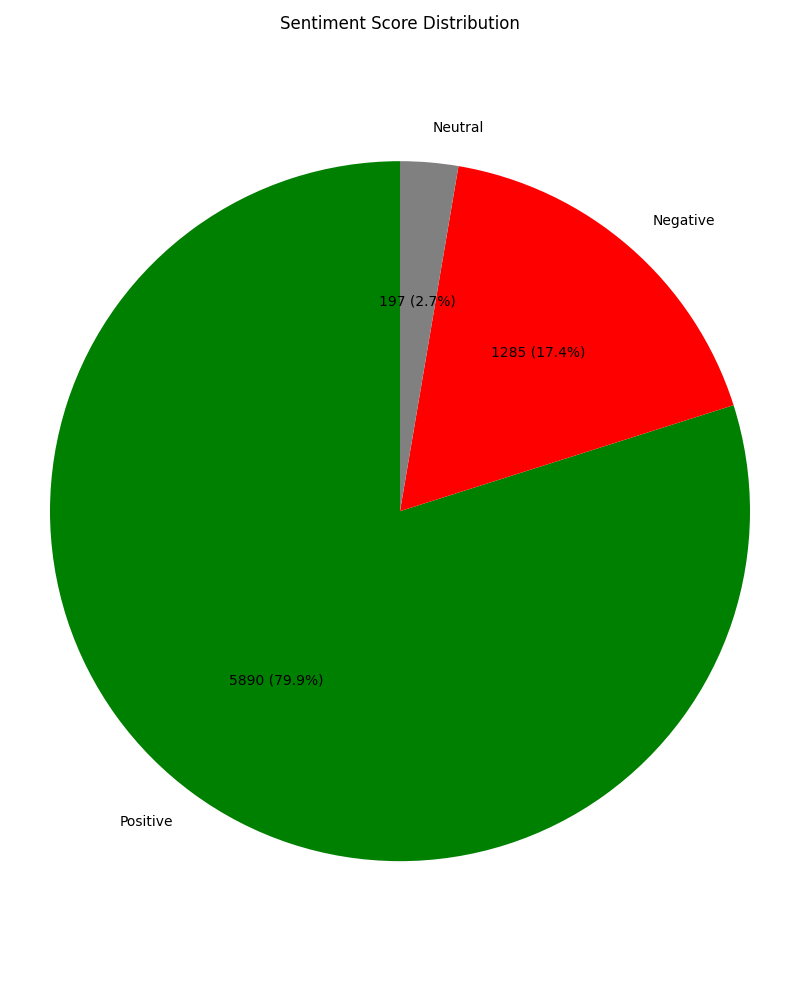 Sentiment Score Distribution
Neutral
Negative
197 (2.7%)
1285 (17.4%)
5890 (79.9%)
Positive